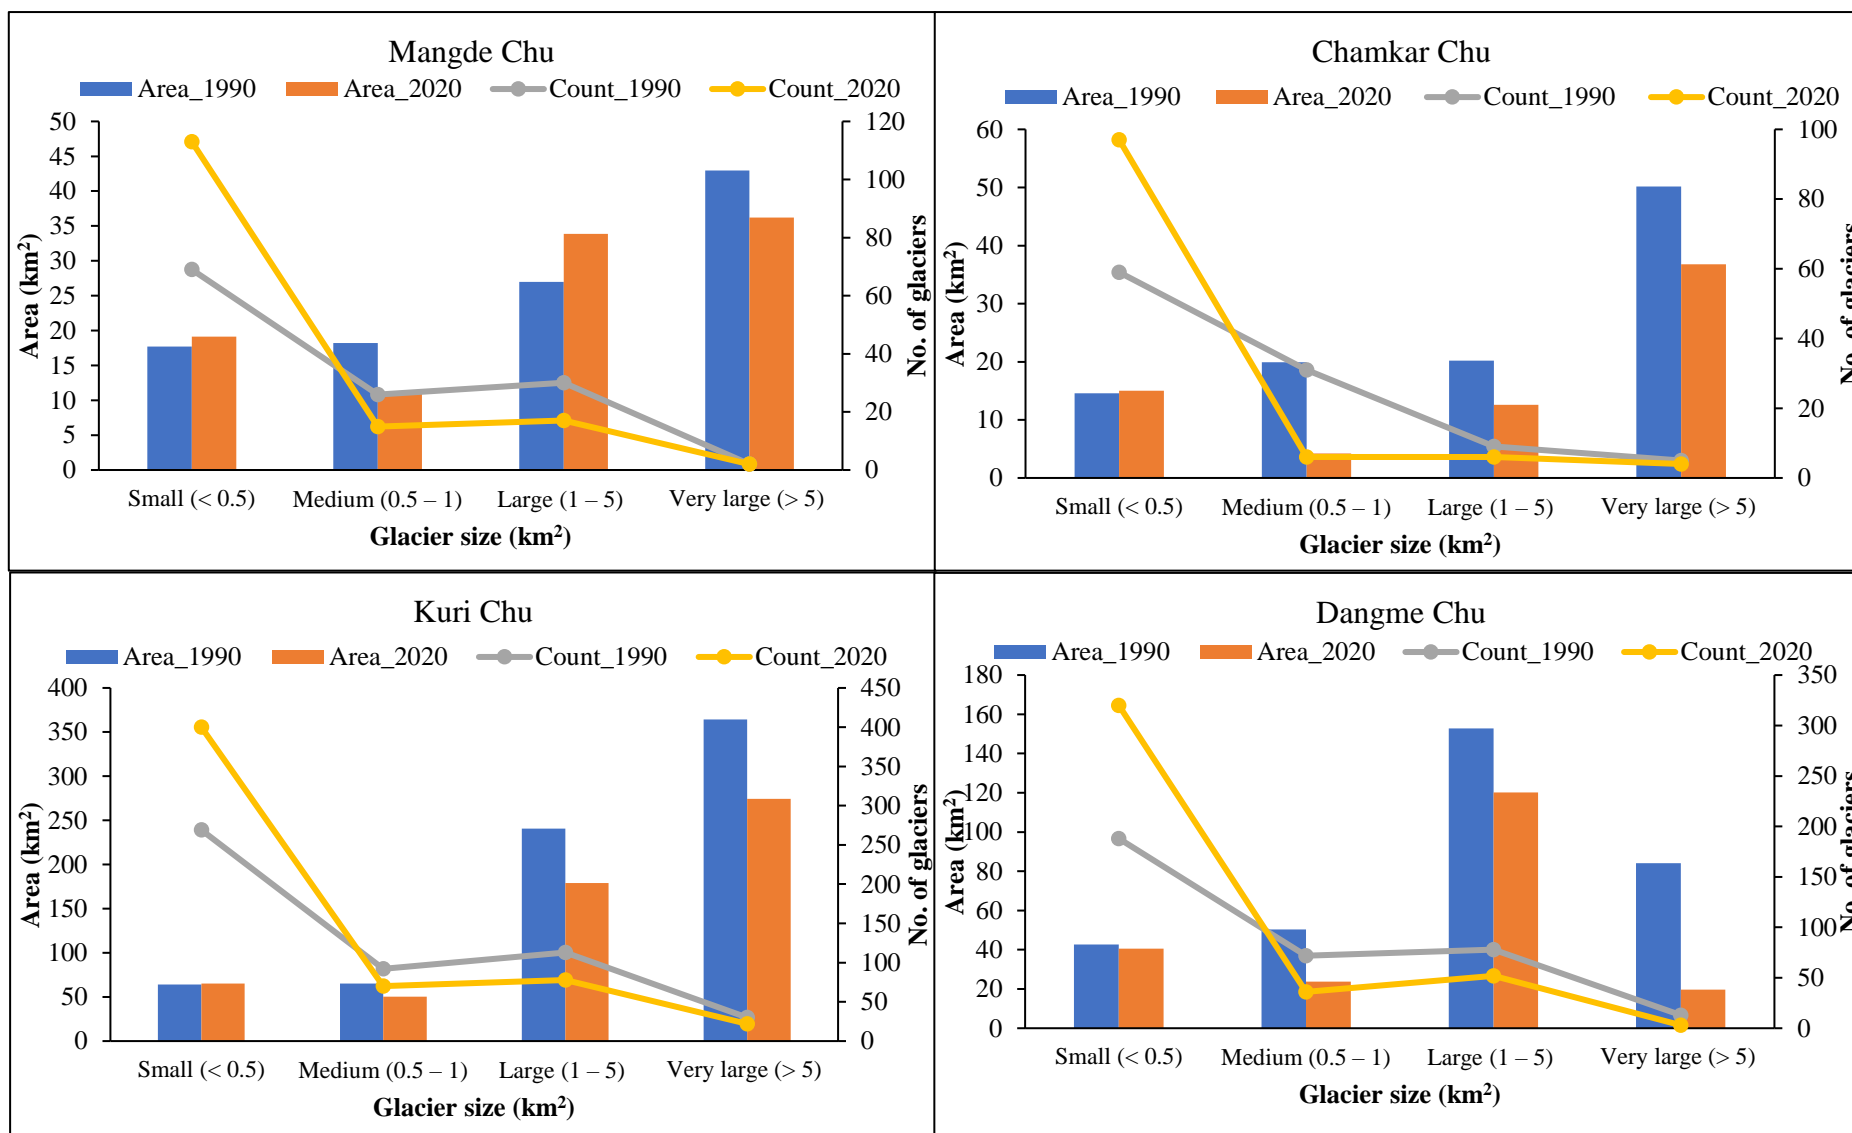 Mangde Chu
Area_1990 Area_2020 Count_1990 Count_2020
50
45
40
35
30
25
20
15
10
5
0
120
100
80
60
40
20
0
Area (km²)
No. of glaciers
Small (< 0.5) Medium (0.5 – 1) Large (1 – 5) Very large (> 5)
Glacier size (km²)
Chamkar Chu
Area_1990 Area_2020 Count_1990 Count_2020
60
50
40
30
20
10
0
100
80
60
40
20
0
Area (km²)
No. of glaciers
Small (< 0.5) Medium (0.5 – 1) Large (1 – 5) Very large (> 5)
Glacier size (km²)
Kuri Chu
Area_1990 Area_2020 Count_1990 Count_2020
400
350
300
250
200
150
100
50
0
450
400
350
300
250
200
150
100
50
0
Area (km²)
No. of glaciers
Small (< 0.5) Medium (0.5 – 1) Large (1 – 5) Very large (> 5)
Glacier size (km²)
Dangme Chu
Area_1990 Area_2020 Count_1990 Count_2020
180
160
140
120
100
80
60
40
20
0
350
300
250
200
150
100
50
0
Area (km²)
No. of glaciers
Small (< 0.5) Medium (0.5 – 1) Large (1 – 5) Very large (> 5)
Glacier size (km²)